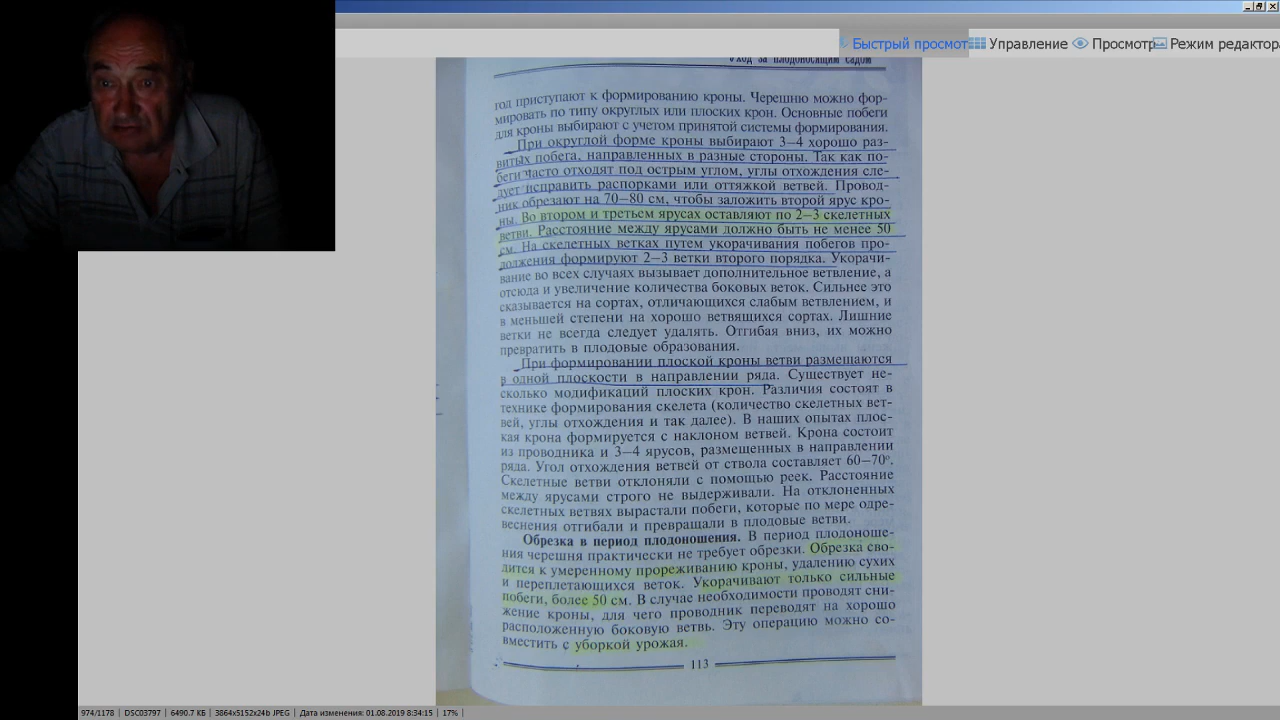 Быстрый просмот
Управление
Просмотр
Режим редактор
Уход за плодоносящим садом
год приступают к формированию кроны. Черешню можно фор-
мировать по типу округлых или плоских крон. Основные побеги
для кроны выбирают с учетом принятой системы формирования.
При округлой форме кроны выбирают 3—4 хорошо раз-
витых побега, направленных в разные стороны. Так как по-
беги часто отходят под острым углом, углы отхождения сле-
дует исправить распорками или оттяжкой ветвей. Провод-
ник обрезают на 70—80 см, чтобы заложить второй ярус кро-
ны. Во втором и третьем ярусах оставляют по 2—3 скелетных
ветви. Расстояние между ярусами должно быть не менее 50
см. На скелетных ветках путем укорачивания побегов про-
должения формируют 2—3 ветки второго порядка. Укорачи-
вание во всех случаях вызывает дополнительное ветвление, а
отсюда и увеличение количества боковых веток. Сильнее это
сказывается на сортах, отличающихся слабым ветвлением, и
в меньшей степени на хорошо ветвящихся сортах. Лишние
ветки не всегда следует удалять. Отгибая вниз, их можно
превратить в плодовые образования.
При формировании плоской кроны ветви размещаются
в одной плоскости в направлении ряда. Существует не-
сколько модификаций плоских крон. Различия состоят в
технике формирования скелета (количество скелетных вет-
вей, углы отхождения и так далее). В наших опытах плос-
кая крона формируется с наклоном ветвей. Крона состоит
из проводника и 3—4 ярусов, размещенных в направлении
ряда. Угол отхождения ветвей от ствола составляет 60—70°.
Скелетные ветви отклоняли с помощью реек. Расстояние
между ярусами строго не выдерживали. На отклоненных
скелетных ветвях вырастали побеги, которые по мере одре-
веснения отгибали и превращали в плодовые ветви.
Обрезка в период плодоношения. В период плодоноше-
ния черешня практически не требует обрезки. Обрезка сво-
дится к умеренному прореживанию кроны, удалению сухих
и переплетающихся веток. Укорачивают только сильные
побеги, более 50 см. В случае необходимости проводят сни-
жение кроны, для чего проводник переводят на хорошо
расположенную боковую ветвь. Эту операцию можно со-
вместить с уборкой урожая.
113
974/1178 | DSC03797 | 6490.7 КБ | 3864x5152x24b JPEG | Дата изменения: 01.08.2019 8:34:15 | 17% |